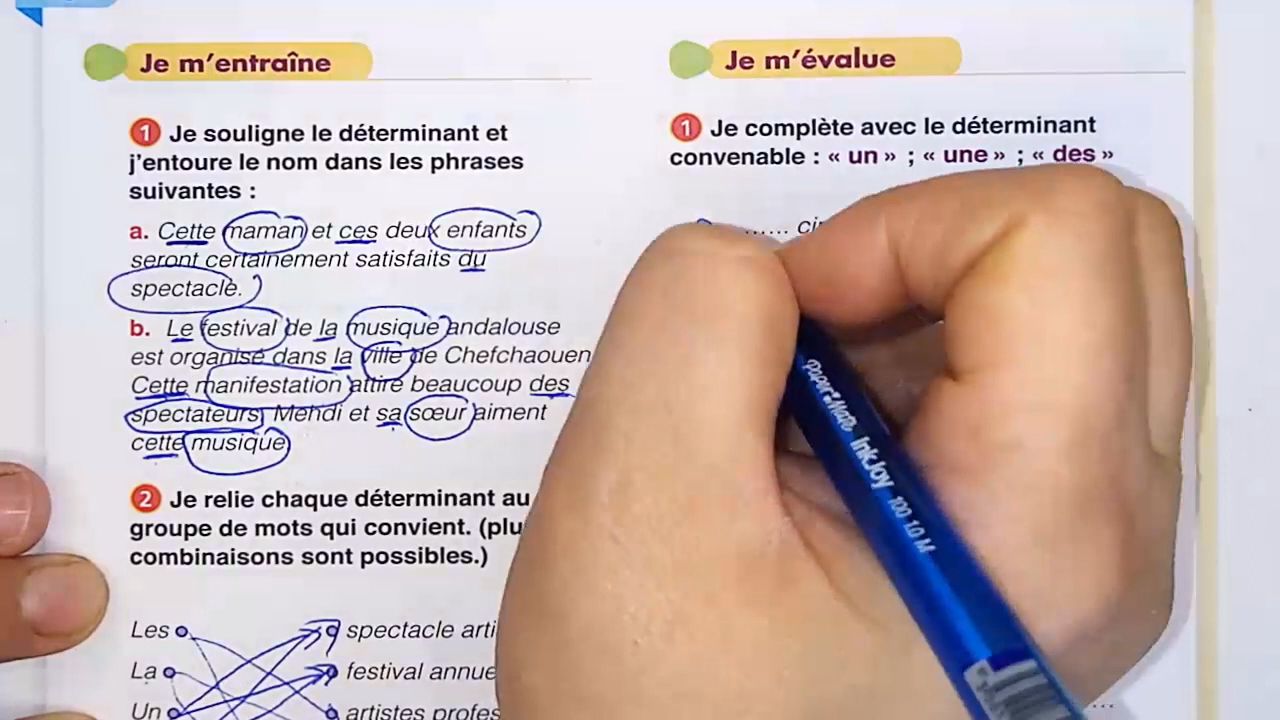 Je m'entraîne
1 Je souligne le déterminant et
j'entoure le nom dans les phrases
suivantes :
a. Cette maman et ces deux enfants
seront certainement satisfaits du
spectacle.
b. Le festival de la musique andalouse
est organisé dans la ville de Chefchaouen
Cette manifestation attire beaucoup des
spectateurs. Mehdi et sa sœur aiment
cette musique
2 Je relie chaque déterminant au
groupe de mots qui convient. (plu
combinaisons sont possibles.)
Les spectacle arti
La festival annue
Un artistes profes
Je m'évalue
1 Je complète avec le déterminant
convenable : « un » ; « une » ; « des »
...... cir
Paper:Mate InkJoy 100 1.0 M